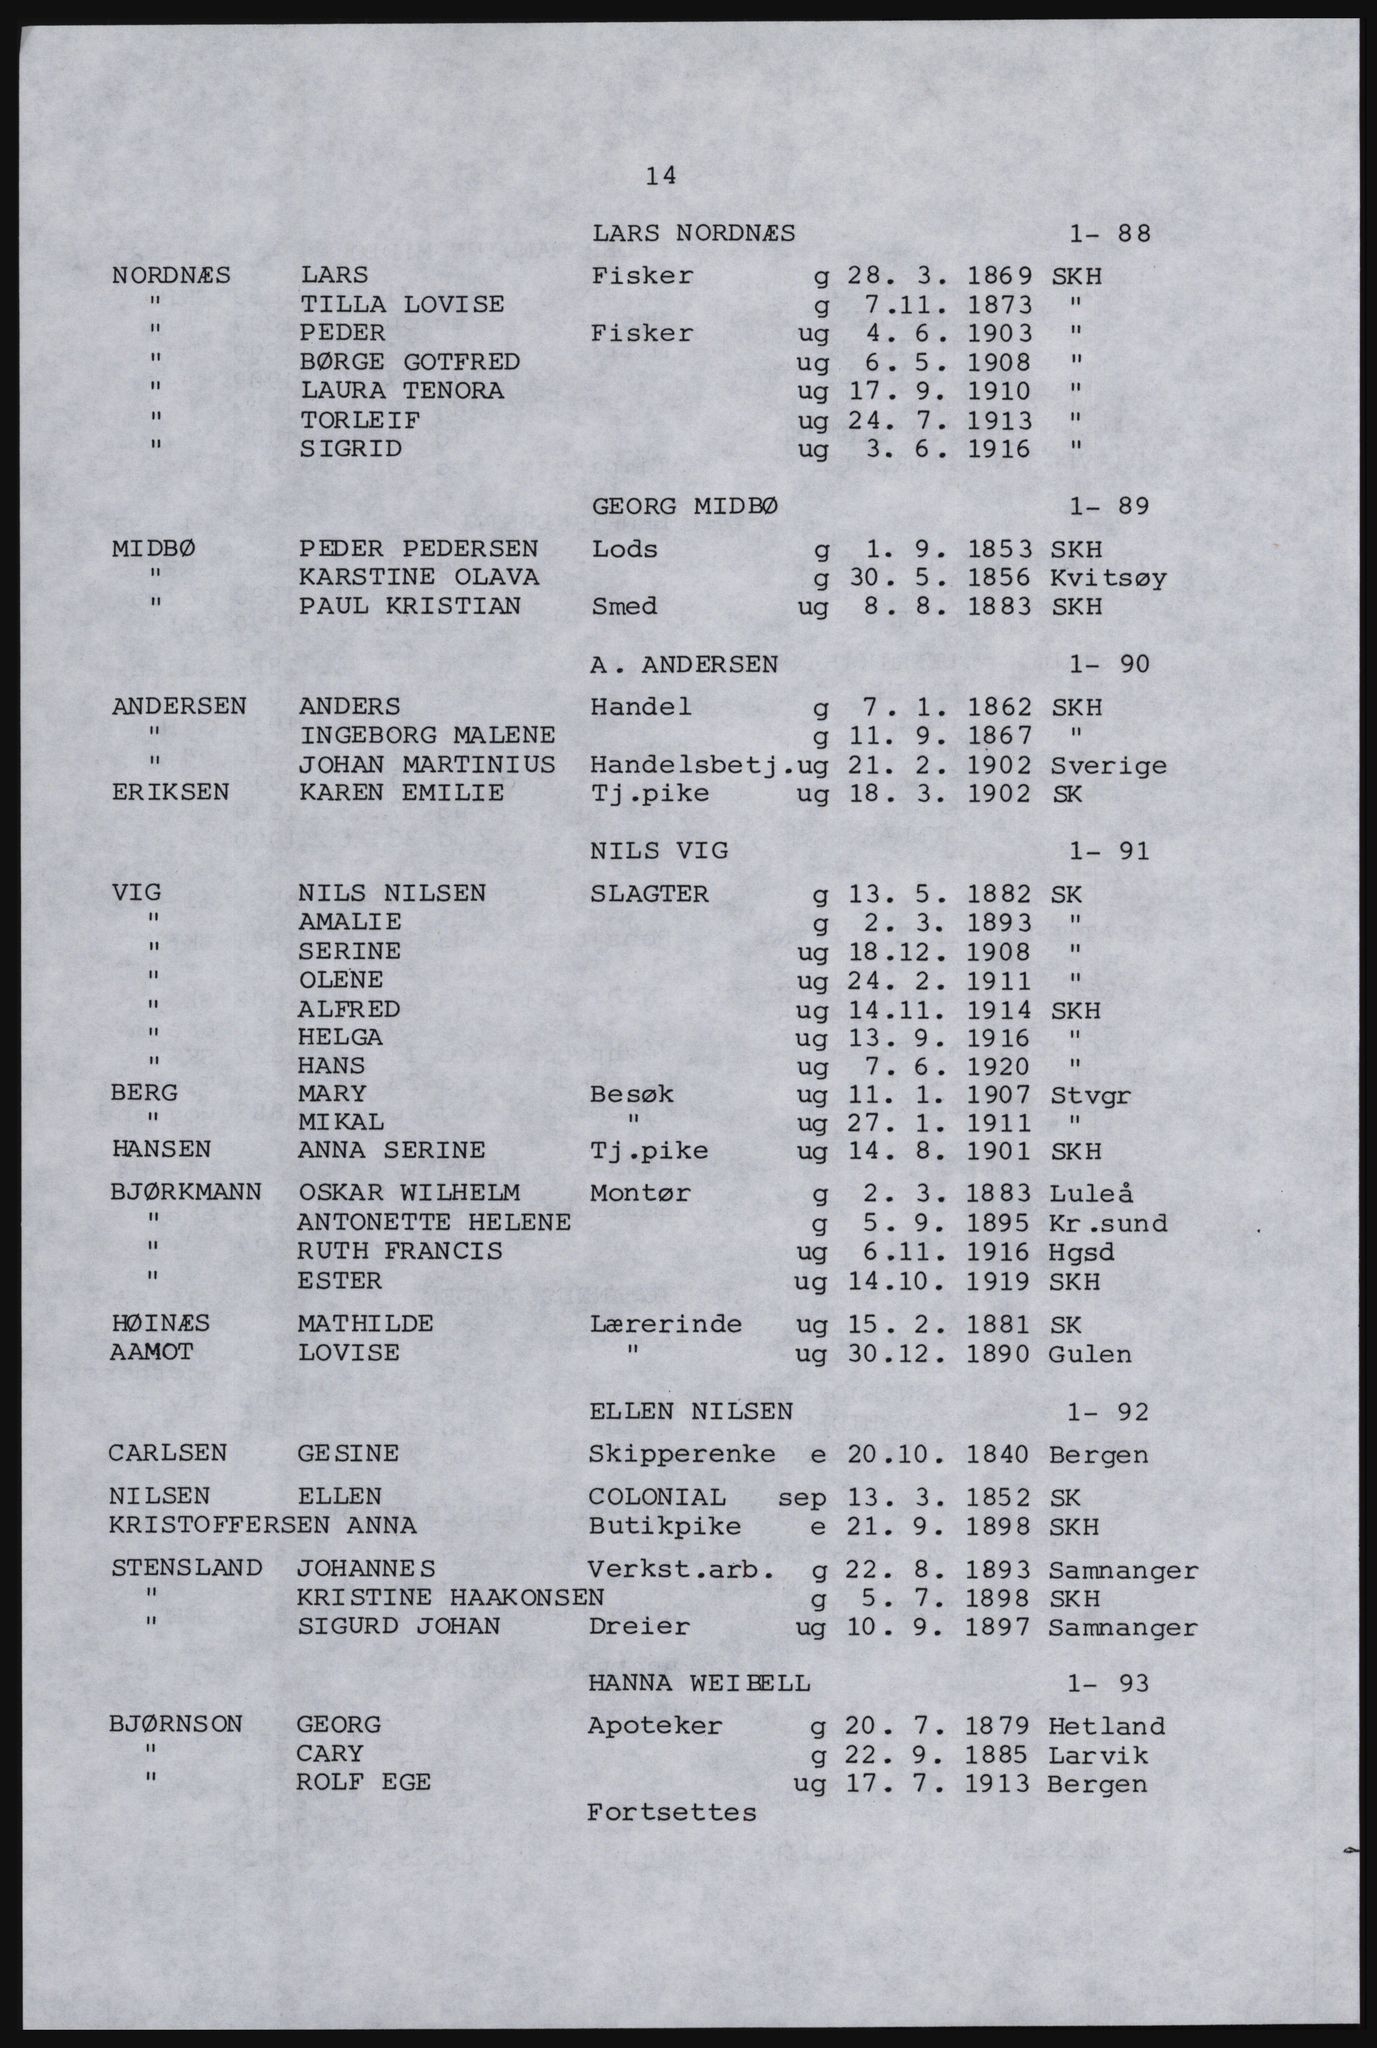 14
LARS NORDNÆS 1- 88
NORDNÆS LARS Fisker g 28. 3. 1869 SKH
" TILLA LOVISE g 7.11. 1873 "
" PEDER Fisker ug 4. 6. 1903 "
" BØRGE GOTFRED ug 6. 5. 1908 "
" LAURA TENORA ug 17. 9. 1910 "
" TORLEIF ug 24. 7. 1913 "
" SIGRID ug 3. 6. 1916 "
GEORG MIDBØ 1- 89
MIDBØ PEDER PEDERSEN Lods g 1. 9. 1853 SKH
" KARSTINE OLAVA g 30. 5. 1856 Kvitsøy
" PAUL KRISTIAN Smed ug 8. 8. 1883 SKH
A. ANDERSEN 1- 90
ANDERSEN ANDERS Handel g 7. 1. 1862 SKH
" INGEBORG MALENE g 11. 9. 1867 "
" JOHAN MARTINIUS Handelsbetj.ug 21. 2. 1902 Sverige
ERIKSEN KAREN EMILIE Tj.pike ug 18. 3. 1902 SK
NILS VIG 1- 91
VIG NILS NILSEN SLAGTER g 13. 5. 1882 SK
" AMALIE g 2. 3. 1893 "
" SERINE ug 18.12. 1908 "
" OLENE ug 24. 2. 1911 "
" ALFRED ug 14.11. 1914 SKH
" HELGA ug 13. 9. 1916 "
" HANS ug 7. 6. 1920 "
BERG MARY Besøk ug 11. 1. 1907 Stvgr
" MIKAL " ug 27. 1. 1911 "
HANSEN ANNA SERINE Tj.pike ug 14. 8. 1901 SKH
BJØRKMANN OSKAR WILHELM Montør g 2. 3. 1883 Luleå
" ANTONETTE HELENE g 5. 9. 1895 Kr.sund
" RUTH FRANCIS ug 6.11. 1916 Hgsd
" ESTER ug 14.10. 1919 SKH
HØINÆS MATHILDE Lærerinde ug 15. 2. 1881 SK
AAMOT LOVISE " ug 30.12. 1890 Gulen
ELLEN NILSEN 1- 92
CARLSEN GESINE Skipperenke e 20.10. 1840 Bergen
NILSEN ELLEN COLONIAL sep 13. 3. 1852 SK
KRISTOFFERSEN ANNA Butikpike e 21. 9. 1898 SKH
STENSLAND JOHANNES Verkst.arb. g 22. 8. 1893 Samnanger
" KRISTINE HAAKONSEN g 5. 7. 1898 SKH
" SIGURD JOHAN Dreier ug 10. 9. 1897 Samnanger
HANNA WEIBELL 1- 93
BJØRNSON GEORG Apoteker g 20. 7. 1879 Hetland
" CARY g 22. 9. 1885 Larvik
" ROLF EGE ug 17. 7. 1913 Bergen
Fortsettes